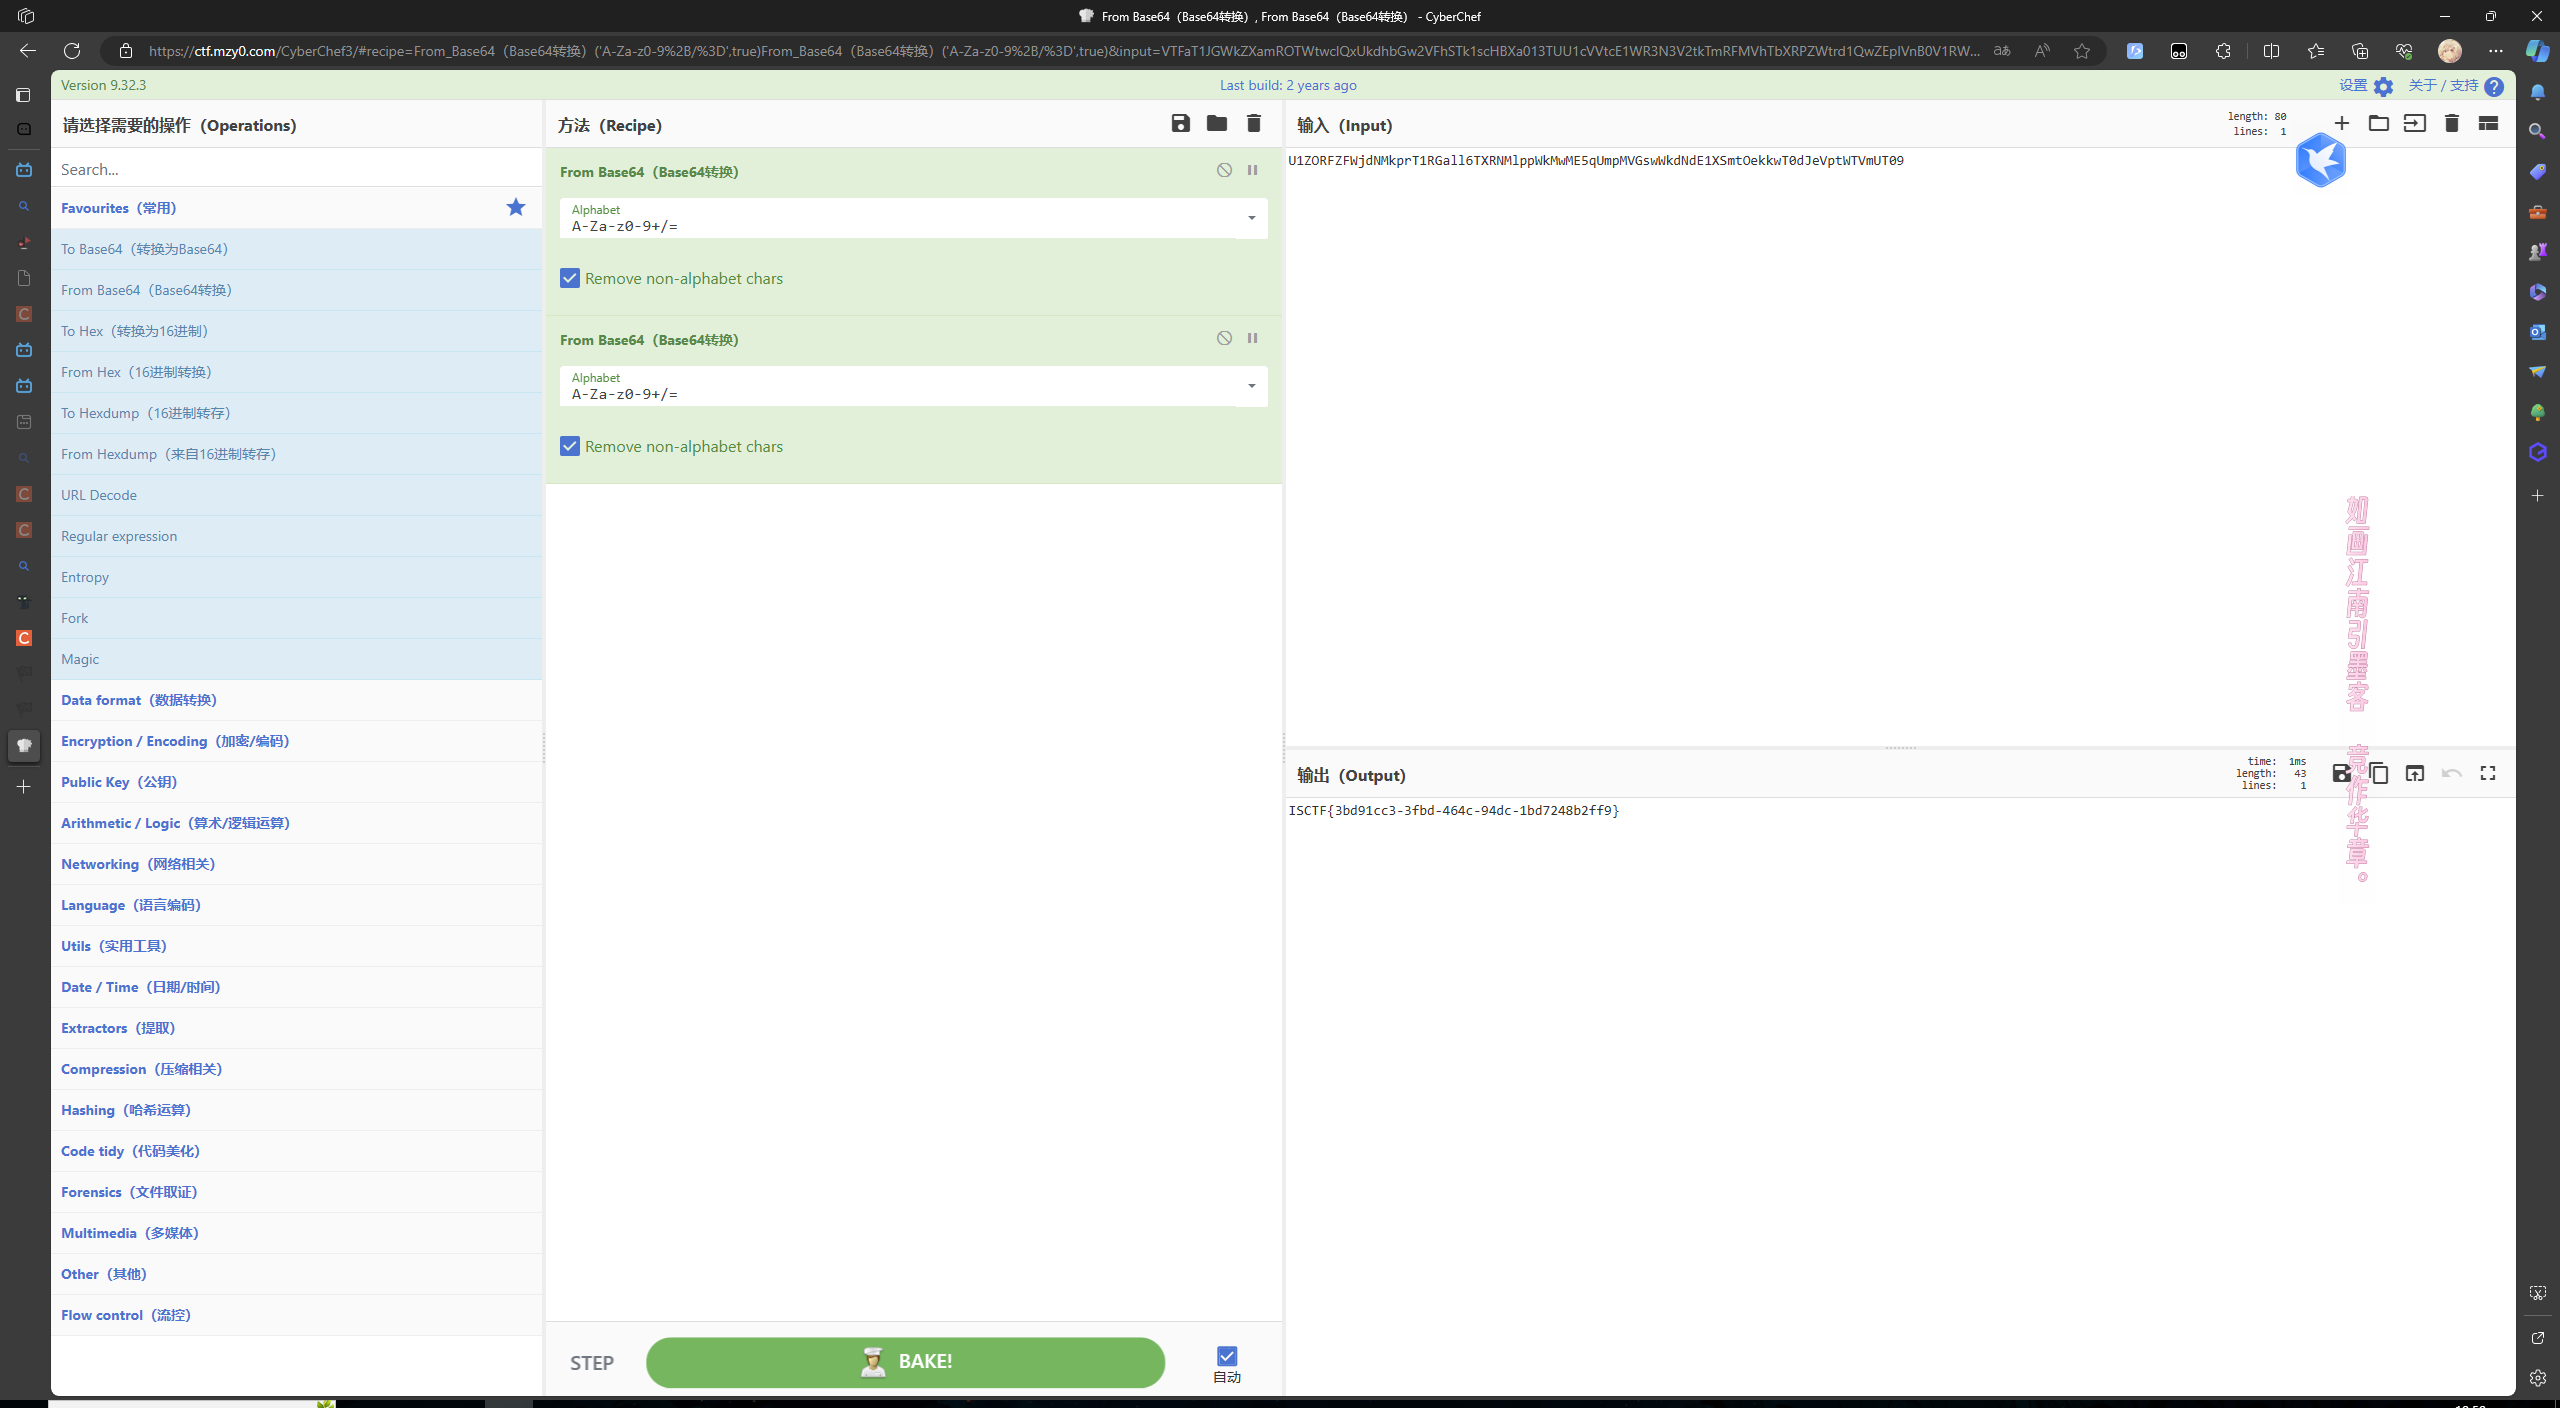 From Base64（Base64转换）, From Base64（Base64转换） - CyberChef
https://ctf.mzy0.com/CyberChef3/#recipe=From_Base64（Base64转换）('A-Za-z0-9%2B/%3D',true)From_Base64（Base64转换）('A-Za-z0-9%2B/%3D',true)&input=
Version 9.32.3
Last build: 2 years ago
设置
关于 / 支持
请选择需要的操作（Operations)
Search...
Favourites（常用）
To Base64（转换为Base64）
From Base64（Base64转换）
To Hex（转换为16进制）
From Hex（16进制转换）
To Hexdump（16进制转存）
From Hexdump（来自16进制转存）
URL Decode
Regular expression
Entropy
Fork
Magic
Data format（数据转换）
Encryption / Encoding（加密/编码）
Public Key（公钥）
Arithmetic / Logic（算术/逻辑运算）
Networking（网络相关）
Language（语言编码）
Utils（实用工具）
Date / Time（日期/时间）
Extractors（提取）
Compression（压缩相关）
Hashing（哈希运算）
Code tidy（代码美化）
Forensics（文件取证）
Multimedia（多媒体）
Other（其他）
Flow control（流控）
方法（Recipe)
From Base64（Base64转换）
Alphabet
A-Za-z0-9+/=
Remove non-alphabet chars
From Base64（Base64转换）
Alphabet
A-Za-z0-9+/=
Remove non-alphabet chars
STEP
BAKE!
自动
输入（Input)
length: 80
lines: 1
U1ZORFZFWjdNMkprT1RGall6TXRNMlppWkMwME5qUmpMVGswWkdNdE1XSmtOekkwT0dJeVptWTVmUT09
输出（Output)
time: 1ms
length: 43
lines: 1
ISCTF{3bd91cc3-3fbd-464c-94dc-1bd7248b2ff9}
如画江南引墨客
竞作华章。